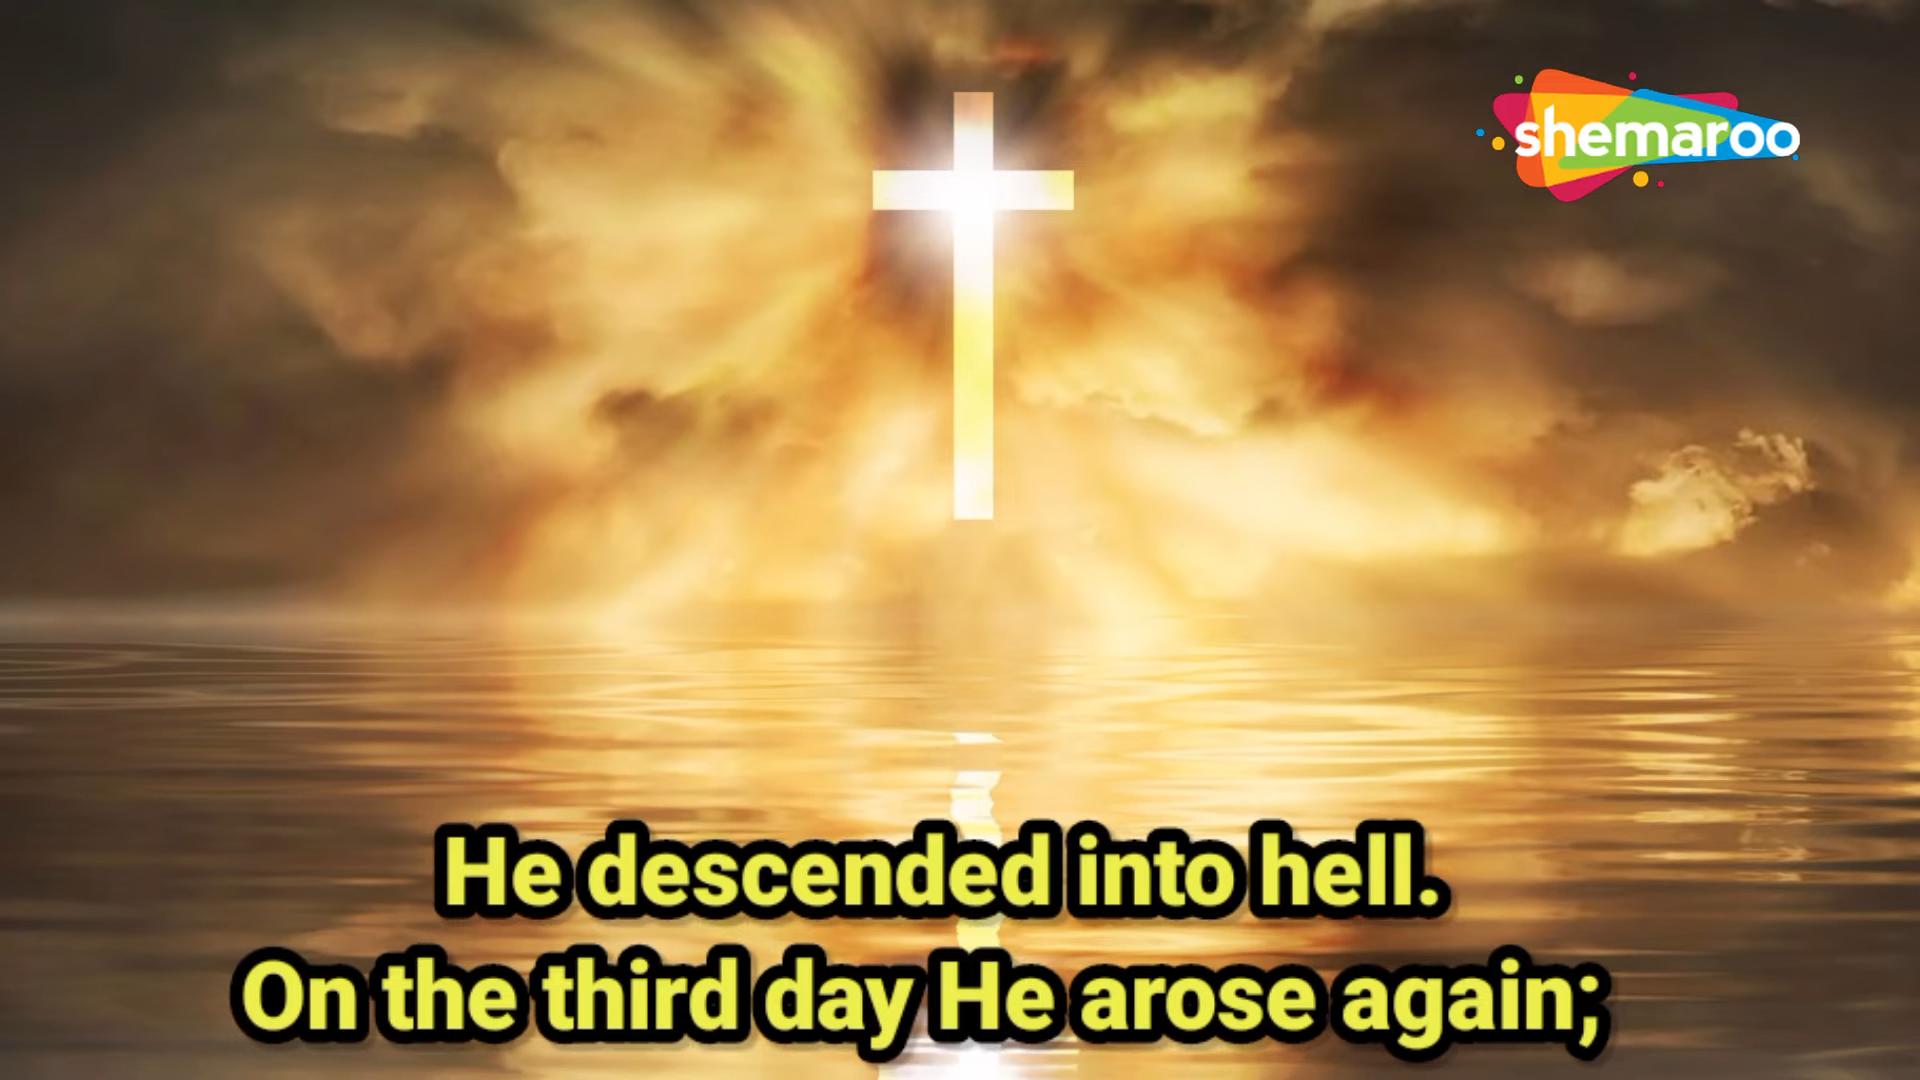 shemaroo
He descended into hell.
On the third day He arose again;